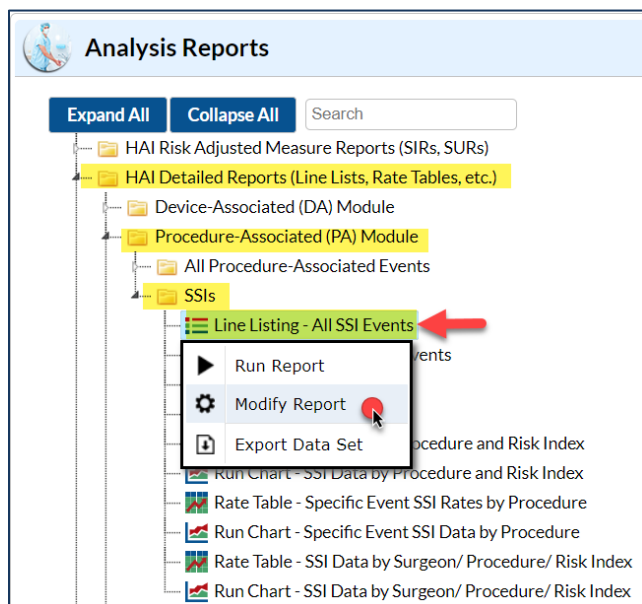 Analysis Reports
Expand All Collapse All Search
HAI Risk Adjusted Measure Reports (SIRs, SURs)
HAI Detailed Reports (Line Lists, Rate Tables, etc.)
Device-Associated (DA) Module
Procedure-Associated (PA) Module
All Procedure-Associated Events
SSIs
Line Listing - All SSI Events
Run Report
Modify Report
Export Data Set
and Risk Index
Run Chart - SSI Data by Procedure and Risk Index
Rate Table - Specific Event SSI Rates by Procedure
Run Chart - Specific Event SSI Data by Procedure
Rate Table - SSI Data by Surgeon/ Procedure/ Risk Index
Run Chart - SSI Data by Surgeon/ Procedure/ Risk Index